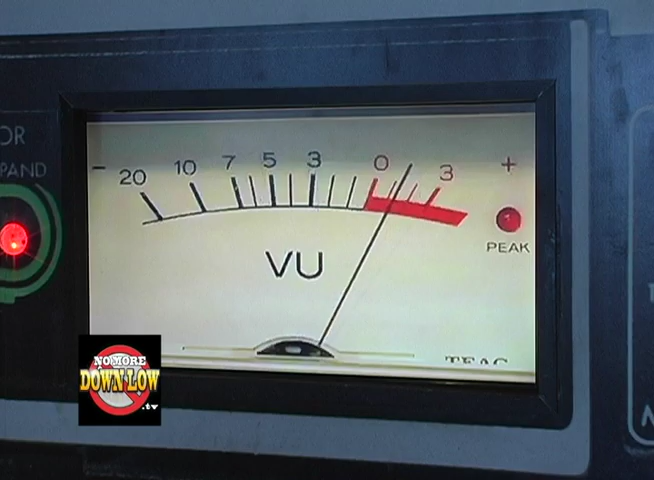 OR
PAND
- 20 10 7 5 3 0 3 +
PEAK
VU
TEAC
NO MORE
DOWN LOW
.tv